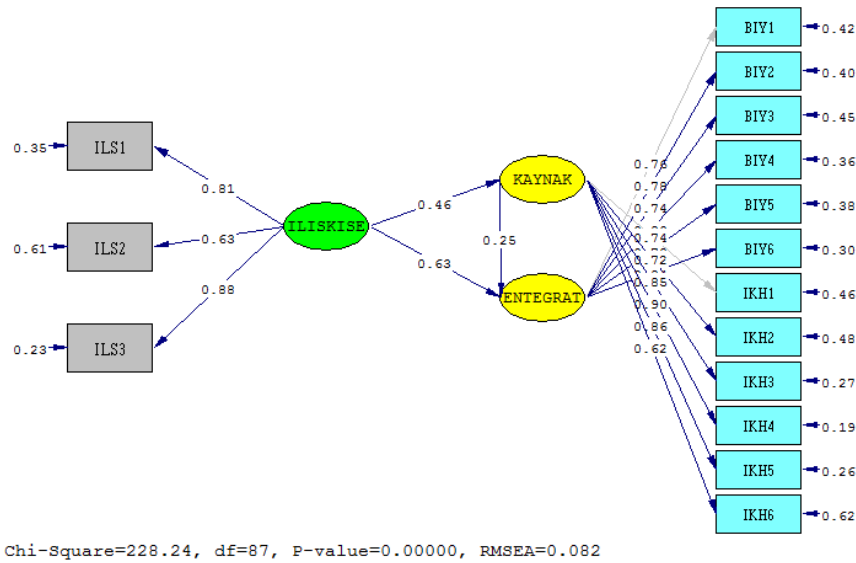 BIY1
0.42
BIY2
0.40
BIY3
0.45
BIY4
0.36
BIY5
0.38
BIY6
0.30
IKH1
0.46
IKH2
0.48
IKH3
0.27
IKH4
0.19
IKH5
0.26
IKH6
0.62
0.35
ILS1
0.61
ILS2
0.23
ILS3
0.81
0.63
0.88
ILISKISE
0.46
0.63
KAYNAK
0.25
ENTEGRAT
0.76
0.78
0.74
0.74
0.72
0.85
0.90
0.86
0.62
Chi-Square=228.24, df=87, P-value=0.00000, RMSEA=0.082